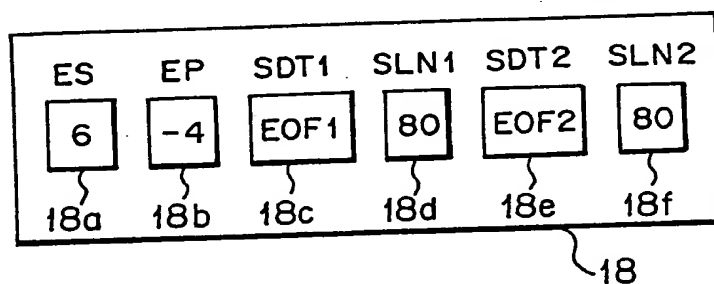 ES EP SDT1 SLN1 SDT2 SLN2
6 -4 EOF1 80 EOF2 80
18a 18b 18c 18d 18e 18f
18